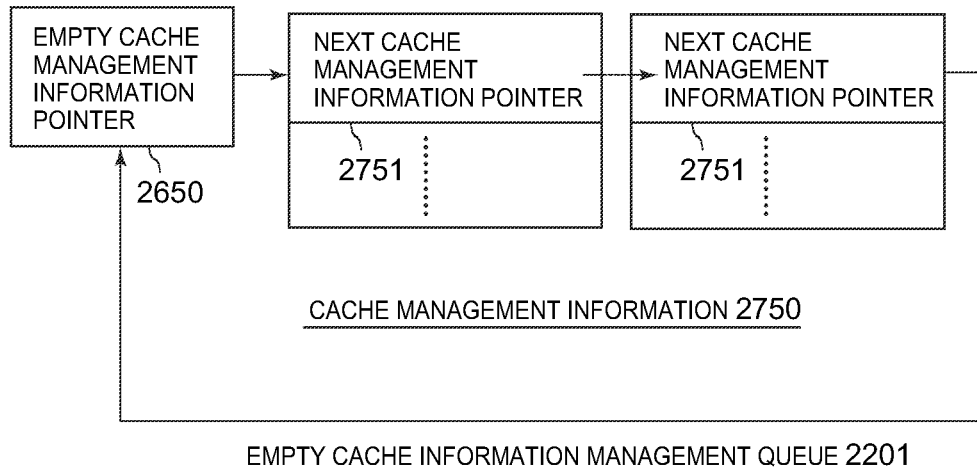 EMPTY CACHE
MANAGEMENT
INFORMATION
POINTER
2650
NEXT CACHE
MANAGEMENT
INFORMATION POINTER
2751
NEXT CACHE
MANAGEMENT
INFORMATION POINTER
2751
CACHE MANAGEMENT INFORMATION 2750
EMPTY CACHE INFORMATION MANAGEMENT QUEUE 2201